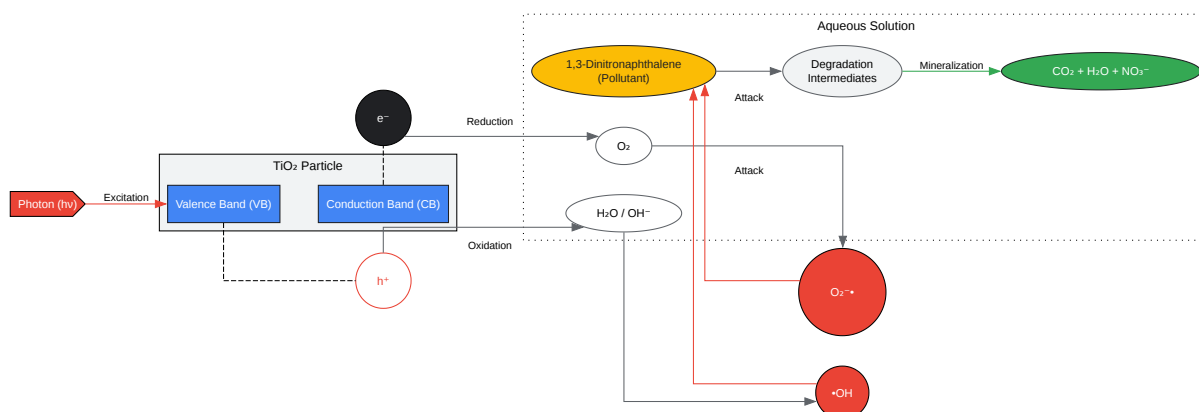 Aqueous Solution
1,3-Dinitronaphthalene
(Pollutant)
Degradation
Intermediates
Mineralization
CO₂ + H₂O + NO₃⁻
Attack
e⁻
Reduction
O₂
TiO₂ Particle
Attack
Photon (hν)
Excitation
Valence Band (VB)
Conduction Band (CB)
H₂O / OH⁻
Oxidation
h⁺
O₂⁻•
•OH